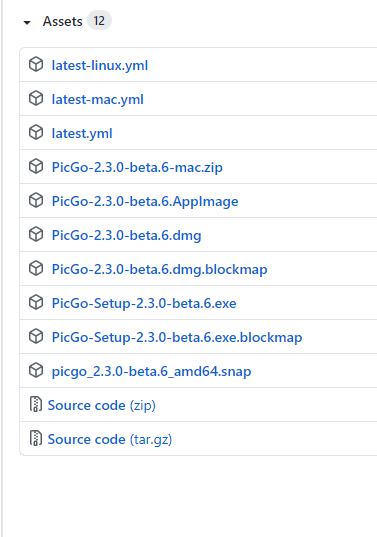 Assets 12
latest-linux.yml
latest-mac.yml
latest.yml
PicGo-2.3.0-beta.6-mac.zip
PicGo-2.3.0-beta.6.AppImage
PicGo-2.3.0-beta.6.dmg
PicGo-2.3.0-beta.6.dmg.blockmap
PicGo-Setup-2.3.0-beta.6.exe
PicGo-Setup-2.3.0-beta.6.exe.blockmap
picgo_2.3.0-beta.6_amd64.snap
Source code (zip)
Source code (tar.gz)